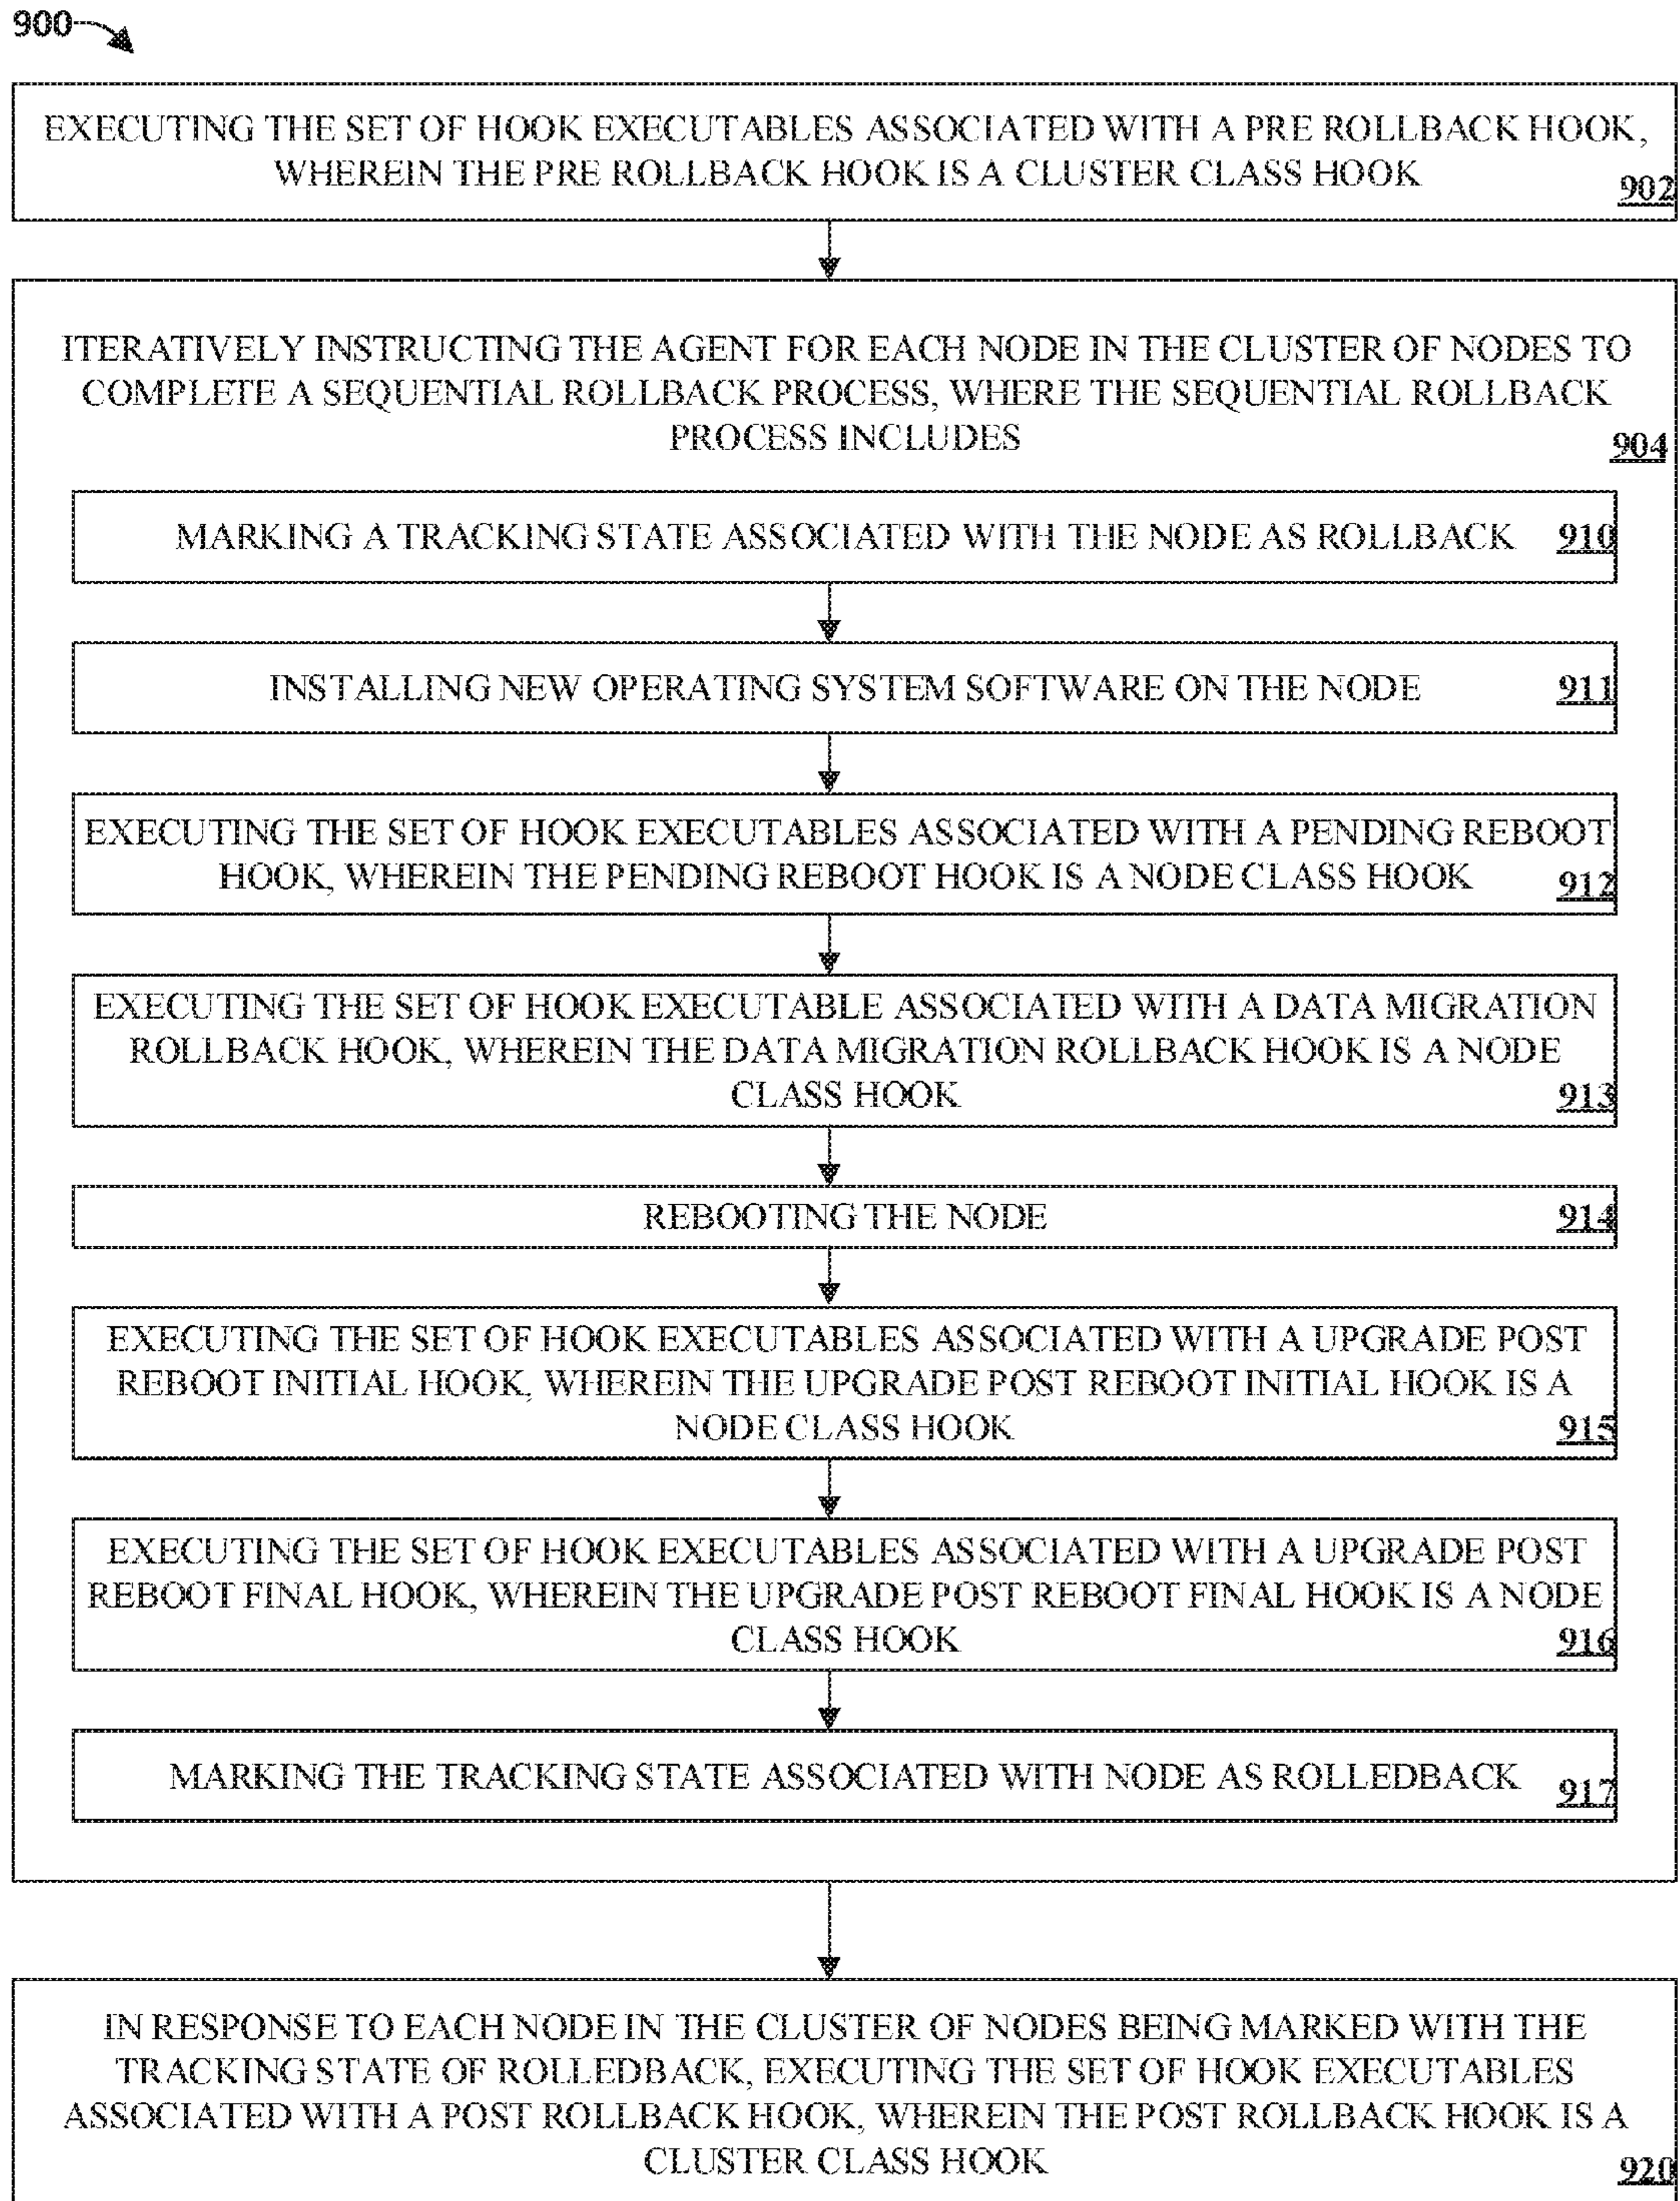 900
EXECUTING THE SET OF HOOK EXECUTABLES ASSOCIATED WITH A PRE ROLLBACK HOOK,
WHEREIN THE PRE ROLLBACK HOOK IS A CLUSTER CLASS HOOK
902
ITERATIVELY INSTRUCTING THE AGENT FOR EACH NODE IN THE CLUSTER OF NODES TO
COMPLETE A SEQUENTIAL ROLLBACK PROCESS, WHERE THE SEQUENTIAL ROLLBACK
PROCESS INCLUDES
904
MARKING A TRACKING STATE ASSOCIATED WITH THE NODE AS ROLLBACK 910
INSTALLING NEW OPERATING SYSTEM SOFTWARE ON THE NODE 911
EXECUTING THE SET OF HOOK EXECUTABLES ASSOCIATED WITH A PENDING REBOOT
HOOK, WHEREIN THE PENDING REBOOT HOOK IS A NODE CLASS HOOK 912
EXECUTING THE SET OF HOOK EXECUTABLE ASSOCIATED WITH A DATA MIGRATION
ROLLBACK HOOK, WHEREIN THE DATA MIGRATION ROLLBACK HOOK IS A NODE
CLASS HOOK 913
REBOOTING THE NODE 914
EXECUTING THE SET OF HOOK EXECUTABLES ASSOCIATED WITH A UPGRADE POST
REBOOT INITIAL HOOK, WHEREIN THE UPGRADE POST REBOOT INITIAL HOOK IS A
NODE CLASS HOOK 915
EXECUTING THE SET OF HOOK EXECUTABLES ASSOCIATED WITH A UPGRADE POST
REBOOT FINAL HOOK, WHEREIN THE UPGRADE POST REBOOT FINAL HOOK IS A NODE
CLASS HOOK 916
MARKING THE TRACKING STATE ASSOCIATED WITH NODE AS ROLLEDBACK 917
IN RESPONSE TO EACH NODE IN THE CLUSTER OF NODES BEING MARKED WITH THE
TRACKING STATE OF ROLLEDBACK, EXECUTING THE SET OF HOOK EXECUTABLES
ASSOCIATED WITH A POST ROLLBACK HOOK, WHEREIN THE POST ROLLBACK HOOK IS A
CLUSTER CLASS HOOK
920